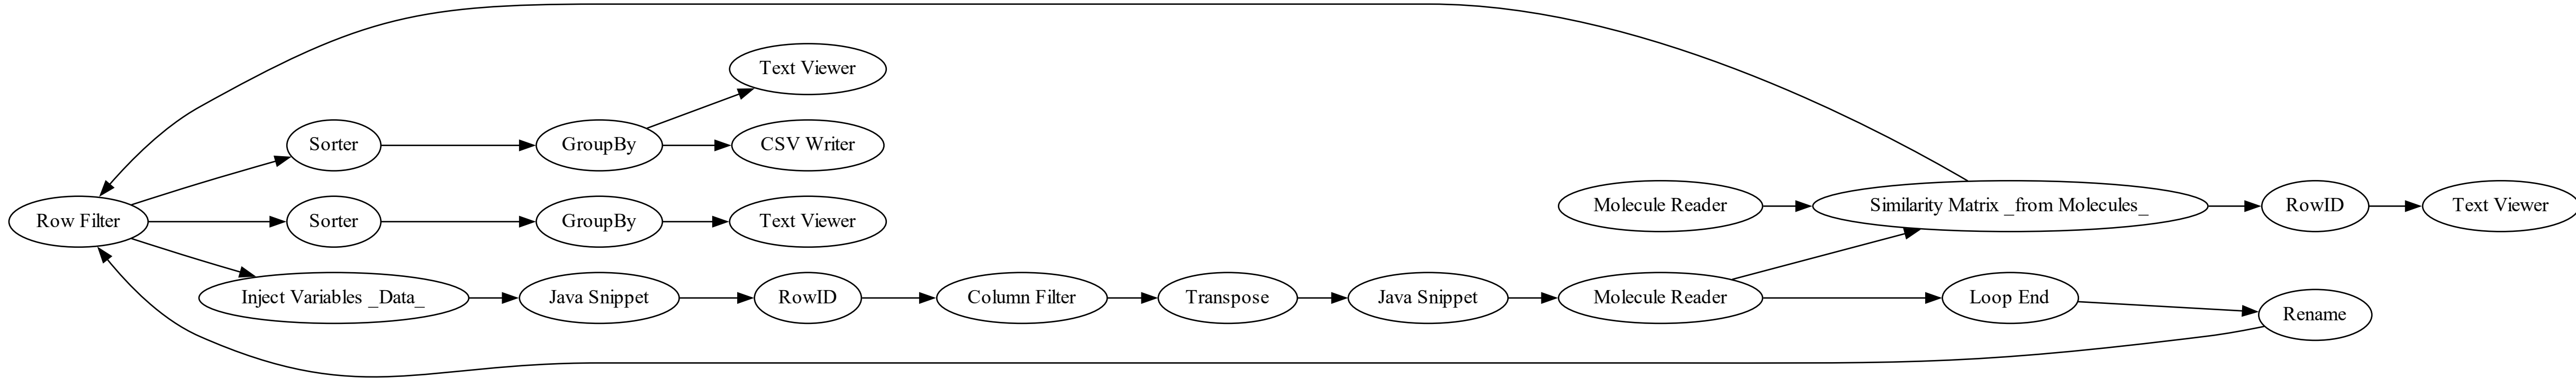 Text Viewer
Sorter
GroupBy
CSV Writer
Row Filter
Sorter
GroupBy
Text Viewer
Molecule Reader
Similarity Matrix _from Molecules_
RowID
Text Viewer
Inject Variables _Data_
Java Snippet
RowID
Column Filter
Transpose
Java Snippet
Molecule Reader
Loop End
Rename